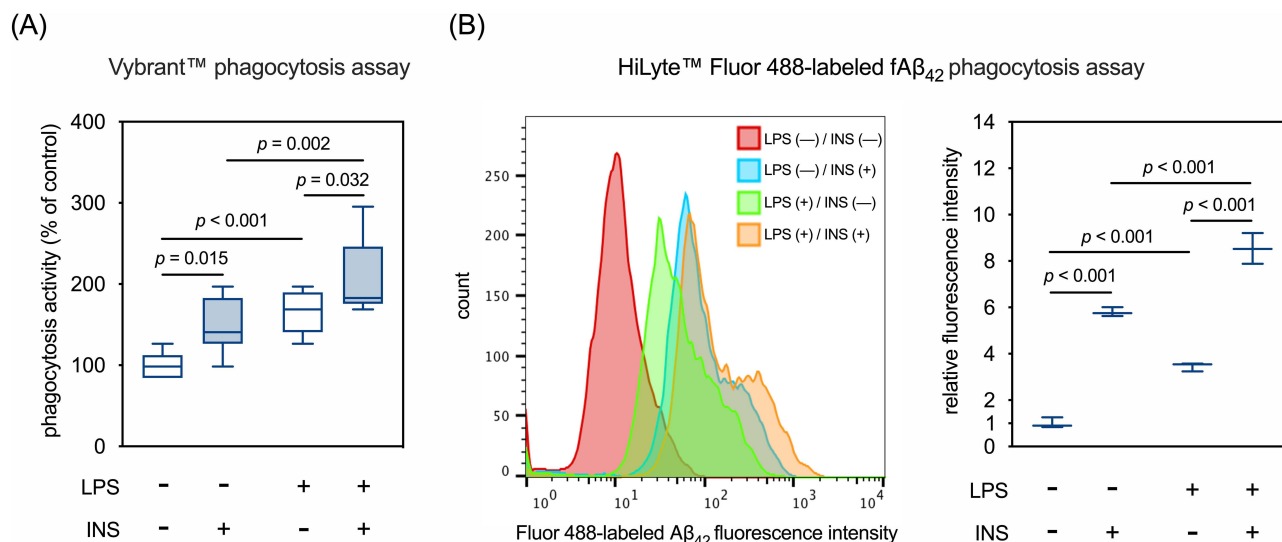 (A)
Vybrant™ phagocytosis assay
phagocytosis activity (% of control)
400
300
200
100
0
p = 0.002
p = 0.032
p < 0.001
p = 0.015
LPS - - + +
INS - + - +
(B)
HiLyte™ Fluor 488-labeled fAβ42 phagocytosis assay
count
250
200
150
100
50
0
LPS (—) / INS (—)
LPS (—) / INS (+)
LPS (+) / INS (—)
LPS (+) / INS (+)
10^0 10^1 10^2 10^3 10^4
Fluor 488-labeled Aβ42 fluorescence intensity
relative fluorescence intensity
14
12
10
8
6
4
2
1
0
p < 0.001
p < 0.001
p < 0.001
p < 0.001
LPS - - + +
INS - + - +